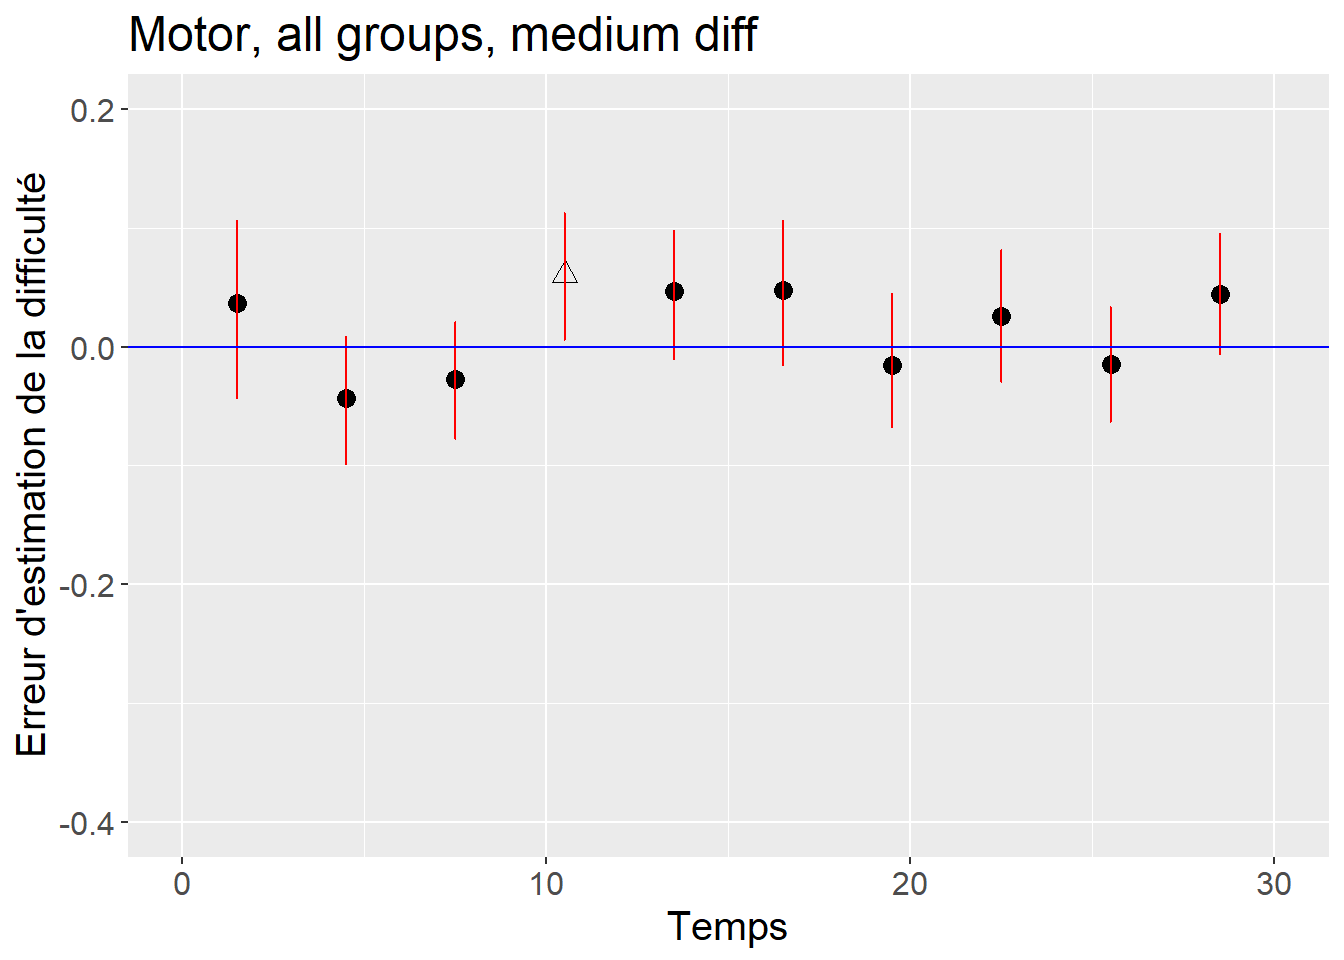 Motor, all groups, medium diff
Erreur d'estimation de la difficulté
0.2
0.0
-0.2
-0.4
0
10
20
30
Temps